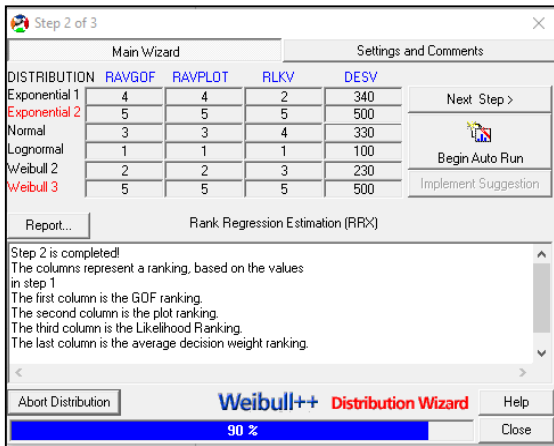 Step 2 of 3
Main Wizard Settings and Comments
DISTRIBUTION RAVGOF RAVPLOT RLKV DESV
Exponential 1 4 4 2 340
Exponential 2 5 5 5 500
Normal 3 3 4 330
Lognormal 1 1 1 100
Weibull 2 2 2 3 230
Weibull 3 5 5 5 500
Next Step >
Begin Auto Run
Implement Suggestion
Report... Rank Regression Estimation (RRX)
Step 2 is completed!
The columns represent a ranking, based on the values
in step 1
The first column is the GOF ranking.
The second column is the plot ranking.
The third column is the Likelihood Ranking.
The last column is the average decision weight ranking.
Abort Distribution Weibull++ Distribution Wizard Help
90 % Close